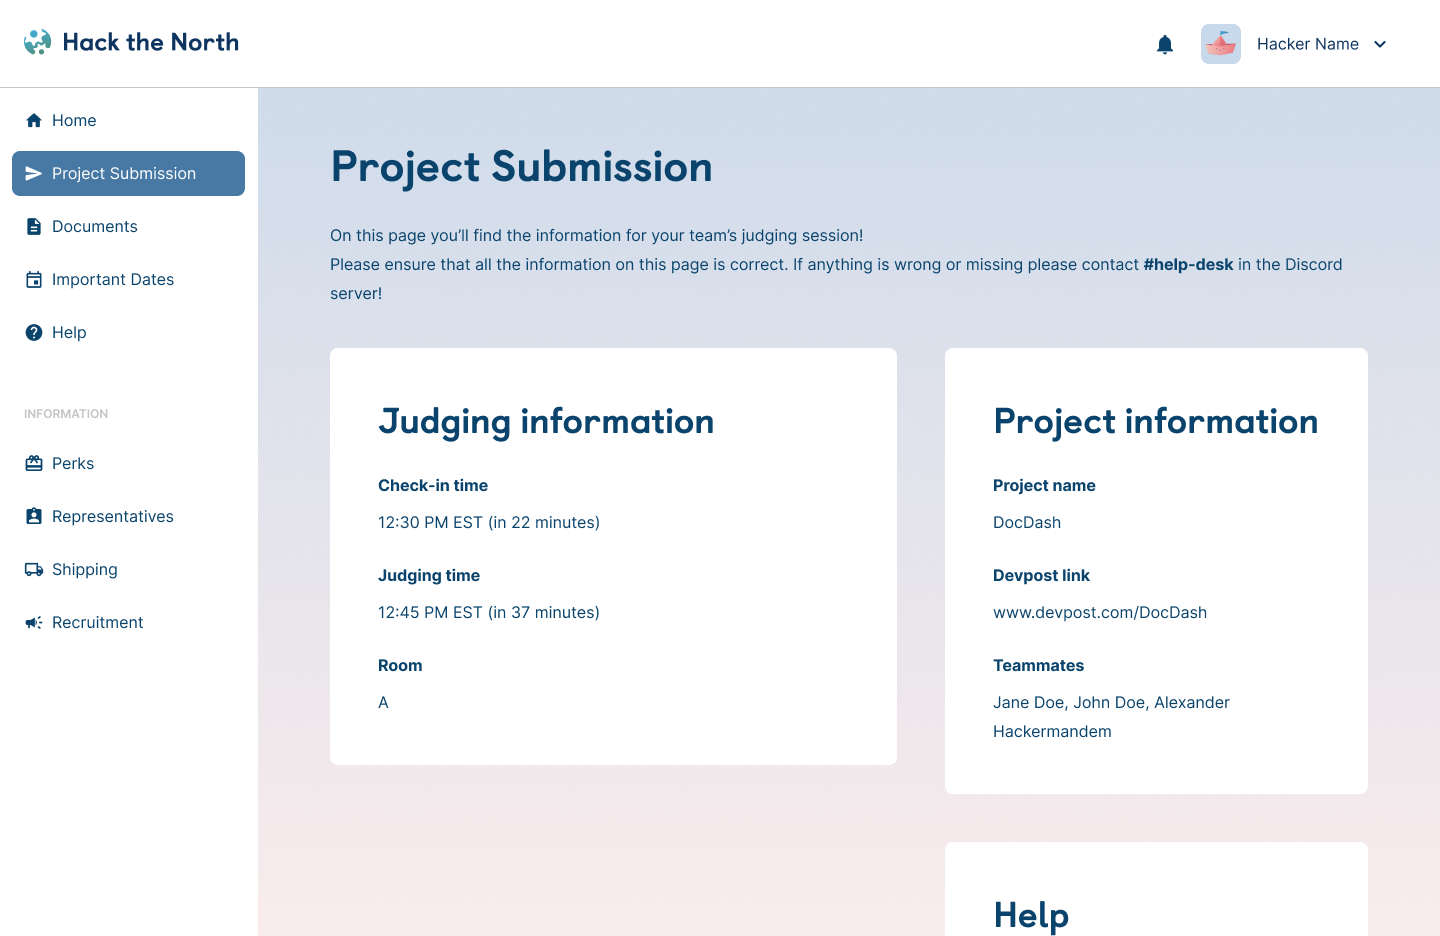 Hack the North
Hacker Name
Home
Project Submission
Documents
Important Dates
Help
INFORMATION
Perks
Representatives
Shipping
Recruitment
Project Submission
On this page you’ll find the information for your team’s judging session!
Please ensure that all the information on this page is correct. If anything is wrong or missing please contact #help-desk in the Discord
server!
Judging information
Check-in time
12:30 PM EST (in 22 minutes)
Judging time
12:45 PM EST (in 37 minutes)
Room
A
Project information
Project name
DocDash
Devpost link
www.devpost.com/DocDash
Teammates
Jane Doe, John Doe, Alexander
Hackermandem
Help